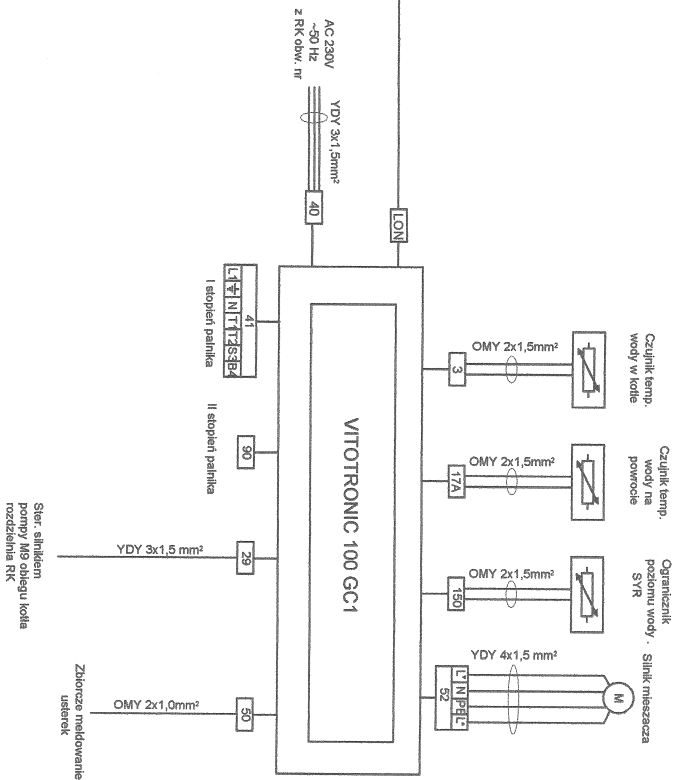 AC 230V
~50 Hz
z RK obw. nr
YDY 3x1,5mm²
40
LON
L1 ⏚ N T1 T2 S3 B4
41
I stopień palnika
90
II stopień palnika
29
YDY 3x1,5 mm²
Ster. silnikiem
pompy M9 obiegu kotła
rozdzielnia RK
50
OMY 2x1,0mm²
Zbiorcze meldowanie
usterek
VITOTRONIC 100 GC1
3
OMY 2x1,5mm²
Czujnik temp.
wody w kotle
17A
OMY 2x1,5mm²
Czujnik temp.
wody na
powrocie
150
OMY 2x1,5mm²
Ogranicznik
poziomu wody .
SYR
52
N PE
YDY 4x1,5 mm²
M
Silnik mieszacza